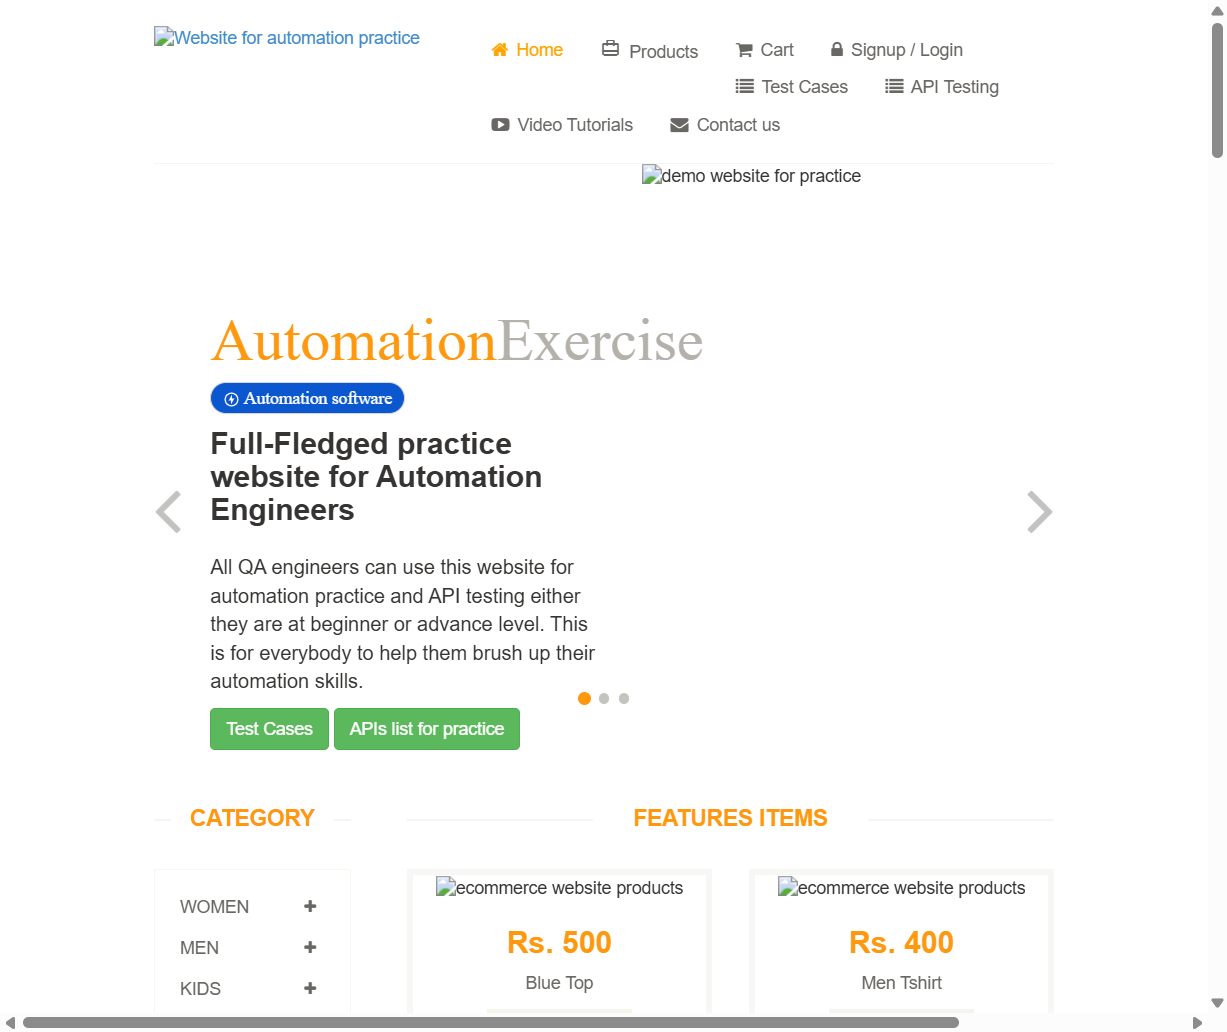 Website for automation practice
Home Products Cart Signup / Login
Test Cases API Testing
Video Tutorials Contact us
demo website for practice
AutomationExercise
Automation software
Full-Fledged practice
website for Automation
Engineers
All QA engineers can use this website for
automation practice and API testing either
they are at beginner or advance level. This
is for everybody to help them brush up their
automation skills.
Test Cases APIs list for practice
CATEGORY
FEATURES ITEMS
WOMEN
MEN
KIDS
ecommerce website products
Rs. 500
Blue Top
ecommerce website products
Rs. 400
Men Tshirt